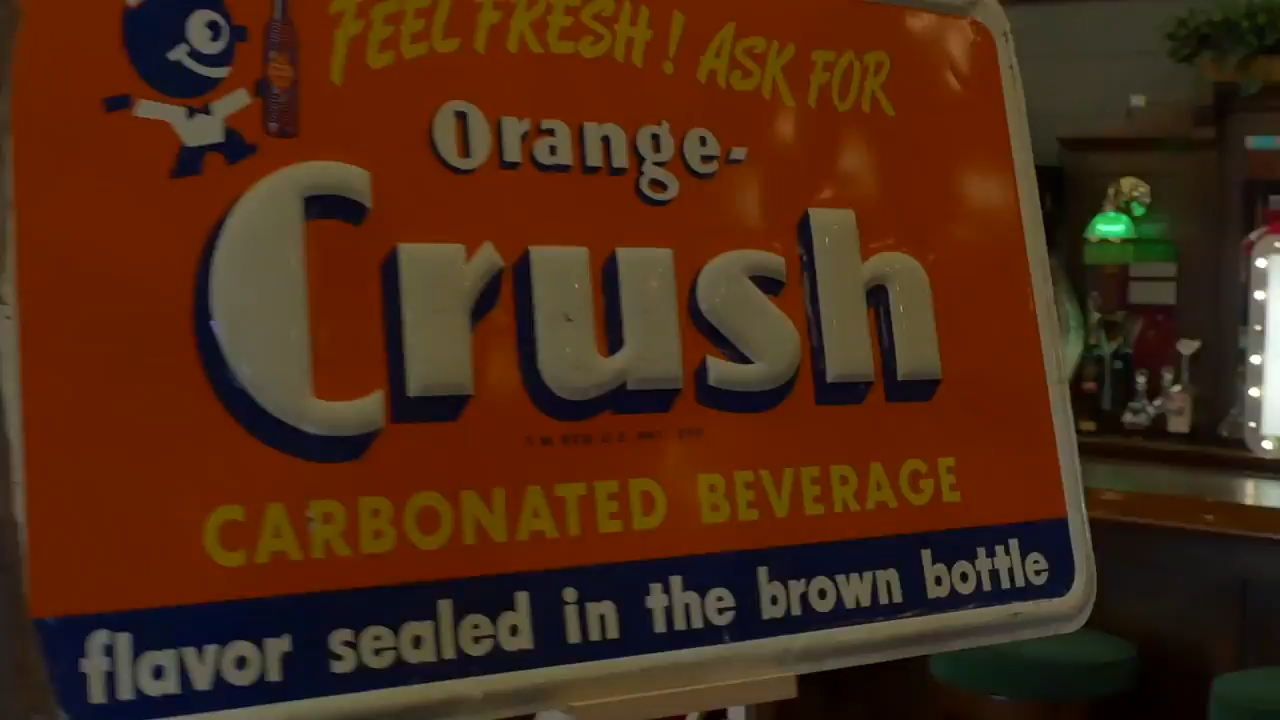 FEEL FRESH! ASK FOR
Orange-
Crush
CARBONATED BEVERAGE
flavor sealed in the brown bottle